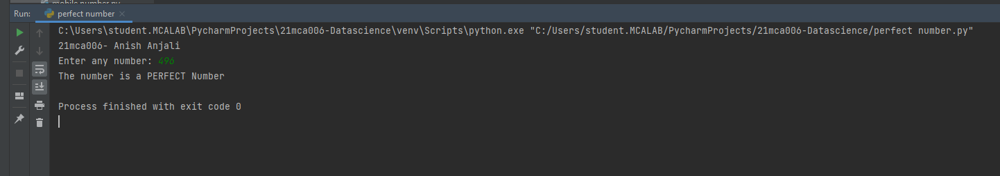 mobile number.py
Run: perfect number
C:\Users\student.MCALAB\PycharmProjects\21mca006-Datascience\venv\Scripts\python.exe "C:/Users/student.MCALAB/PycharmProjects/21mca006-Datascience/perfect number.py"
21mca006- Anish Anjali
Enter any number: 496
The number is a PERFECT Number
Process finished with exit code 0